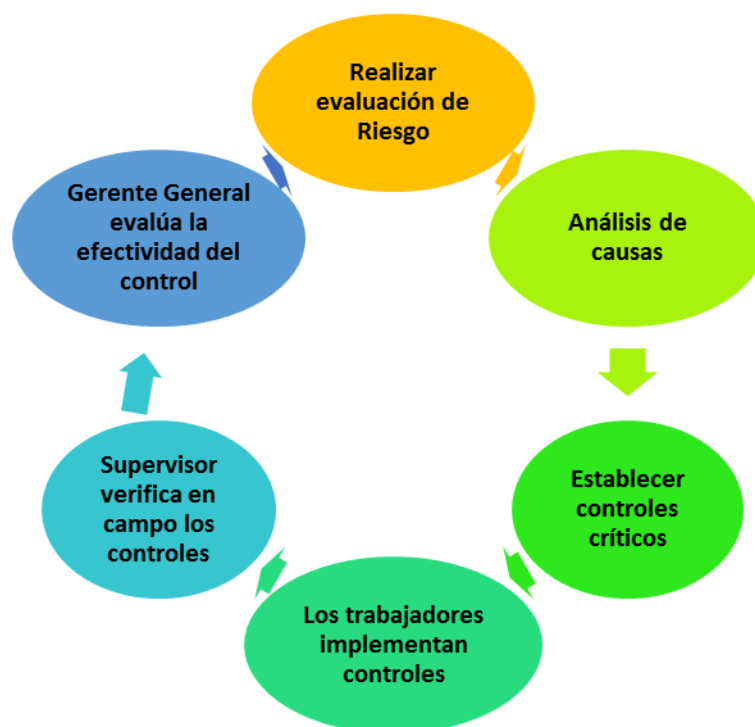 Realizar
evaluación de
Riesgo
Análisis de
causas
Establecer
controles
críticos
Los trabajadores
implementan
controles
Supervisor
verifica en
campo los
controles
Gerente General
evalúa la
efectividad del
control